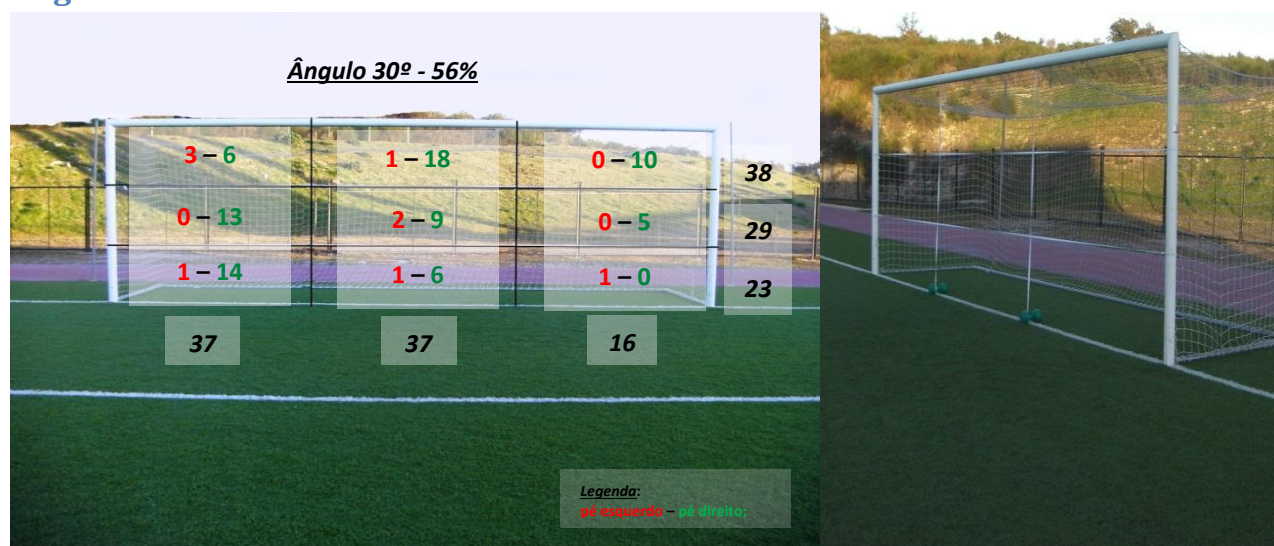 Ângulo 30º - 56%
3 – 6 1 – 18 0 – 10 38
0 – 13 2 – 9 0 – 5 29
1 – 14 1 – 6 1 – 0 23
37 37 16
Legenda:
pé esquerdo – pé direito;